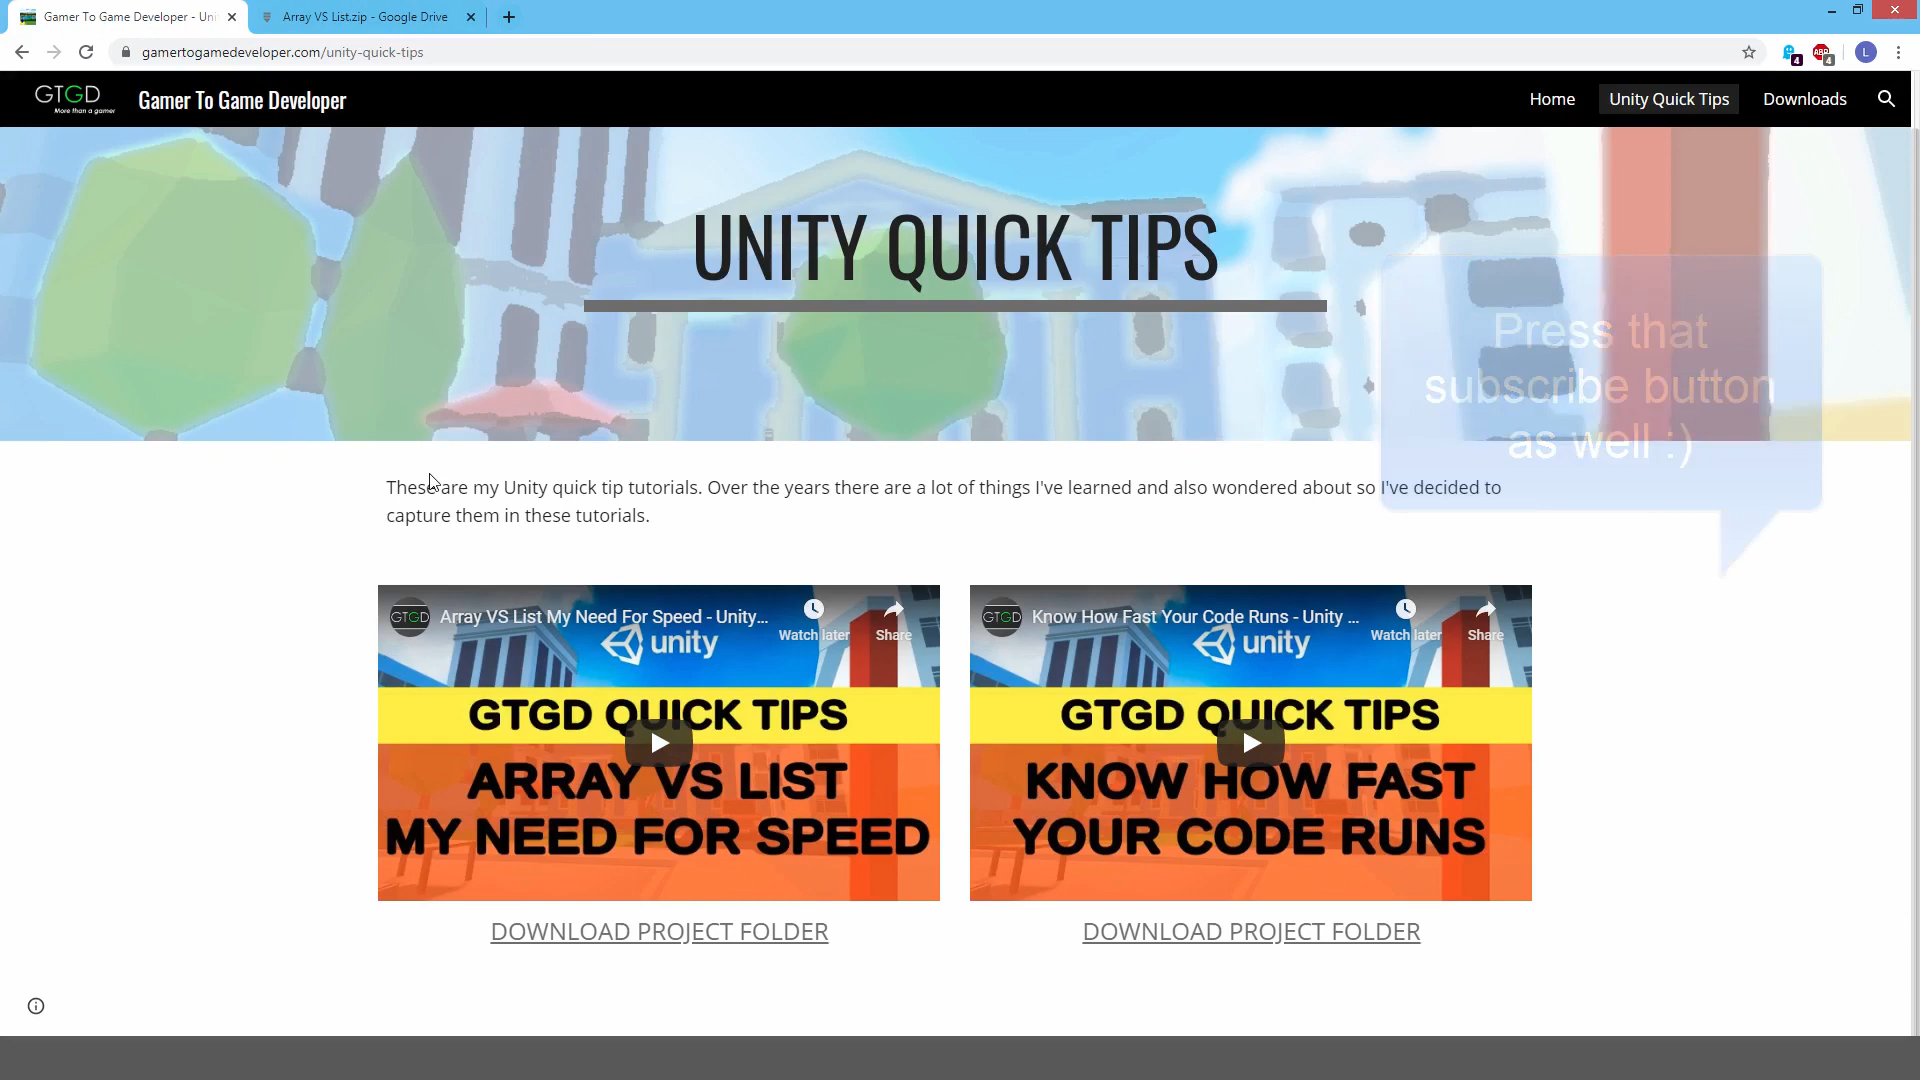 Gamer To Game Developer - Uni
Array VS List.zip - Google Drive
gamertogamedeveloper.com/unity-quick-tips
4
ABP
4
L
GTGD
More than a gamer
Gamer To Game Developer
Home
Unity Quick Tips
Downloads
UNITY QUICK TIPS
Press that
subscribe button
as well :)
These are my Unity quick tip tutorials. Over the years there are a lot of things I've learned and also wondered about so I've decided to
capture them in these tutorials.
GTGD
Array VS List My Need For Speed - Unity...
Watch later
Share
unity
GTGD QUICK TIPS
ARRAY VS LIST
MY NEED FOR SPEED
GTGD
Know How Fast Your Code Runs - Unity ...
Watch later
Share
unity
GTGD QUICK TIPS
KNOW HOW FAST
YOUR CODE RUNS
DOWNLOAD PROJECT FOLDER
DOWNLOAD PROJECT FOLDER